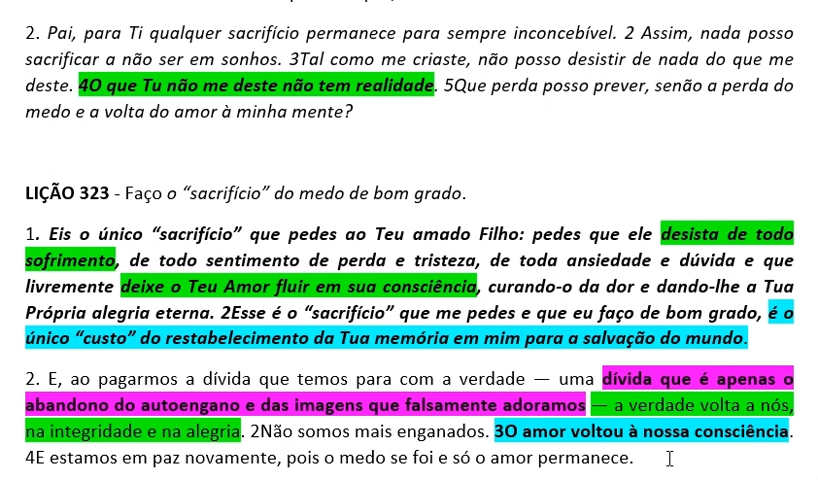 2. Pai, para Ti qualquer sacrifício permanece para sempre inconcebível. 2 Assim, nada posso
sacrificar a não ser em sonhos. 3Tal como me criaste, não posso desistir de nada do que me
deste. 4O que Tu não me deste não tem realidade. 5Que perda posso prever, senão a perda do
medo e a volta do amor à minha mente?
LIÇÃO 323 - Faço o “sacrifício” do medo de bom grado.
1. Eis o único “sacrifício” que pedes ao Teu amado Filho: pedes que ele desista de todo
sofrimento, de todo sentimento de perda e tristeza, de toda ansiedade e dúvida e que
livremente deixe o Teu Amor fluir em sua consciência, curando-o da dor e dando-lhe a Tua
Própria alegria eterna. 2Esse é o “sacrifício” que me pedes e que eu faço de bom grado, é o
único “custo” do restabelecimento da Tua memória em mim para a salvação do mundo.
2. E, ao pagarmos a dívida que temos para com a verdade — uma dívida que é apenas o
abandono do autoengano e das imagens que falsamente adoramos — a verdade volta a nós,
na integridade e na alegria. 2Não somos mais enganados. 3O amor voltou à nossa consciência.
4E estamos em paz novamente, pois o medo se foi e só o amor permanece.